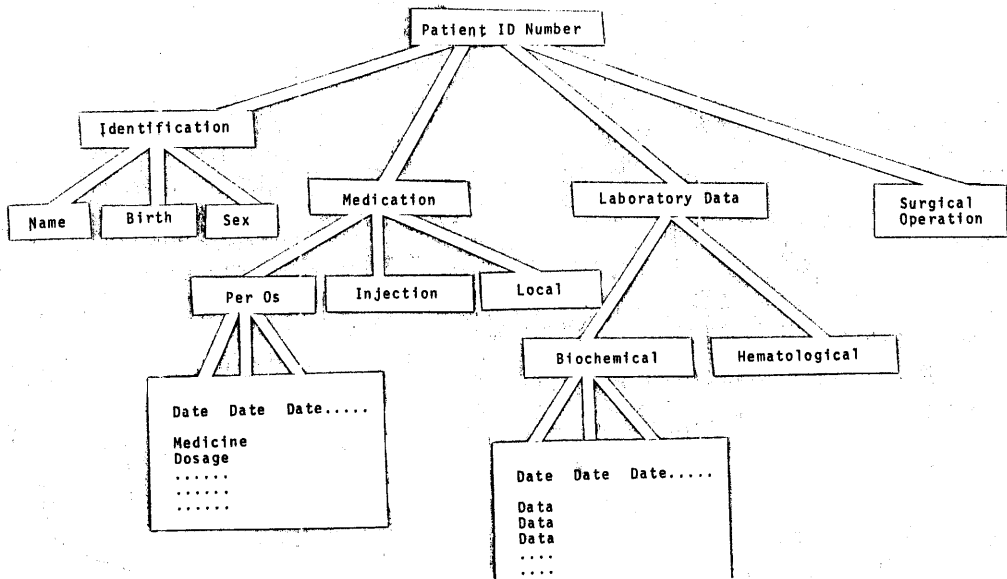 Patient ID Number
Identification
Name
Birth
Sex
Medication
Laboratory Data
Surgical
Operation
Per Os
Injection
Local
Biochemical
Hematological
Date Date Date.....
Medicine
Dosage
......
......
......
Date Date Date.....
Data
Data
Data
....
....